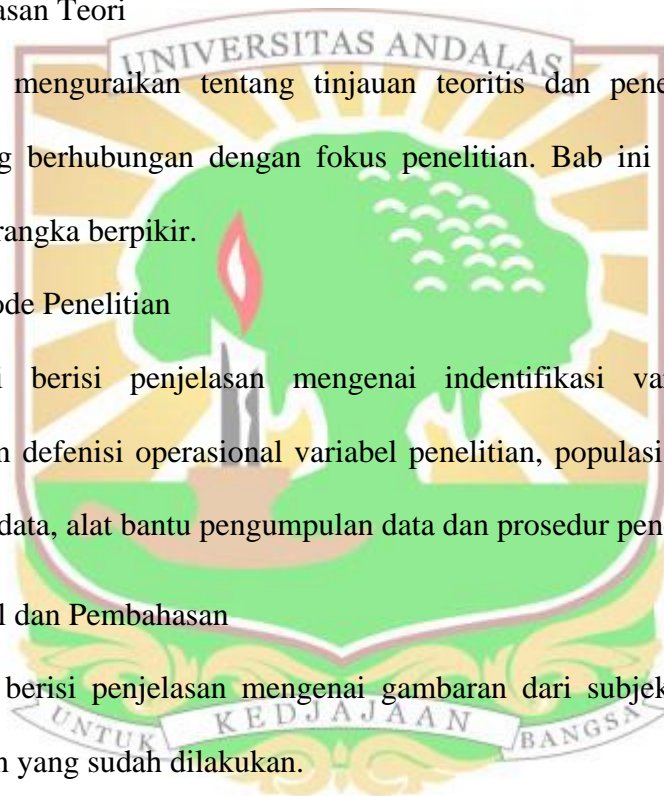 asan Teori
UNIVERSITAS ANDALAS
menguraikan tentang tinjauan teoritis dan pene
g berhubungan dengan fokus penelitian. Bab ini
rangka berpikir.
ode Penelitian
i berisi penjelasan mengenai indentifikasi va
n defenisi operasional variabel penelitian, populasi
data, alat bantu pengumpulan data dan prosedur pen
l dan Pembahasan
berisi penjelasan mengenai gambaran dari subjek
UNTUK KEDJAJAAN BANGSA
n yang sudah dilakukan.